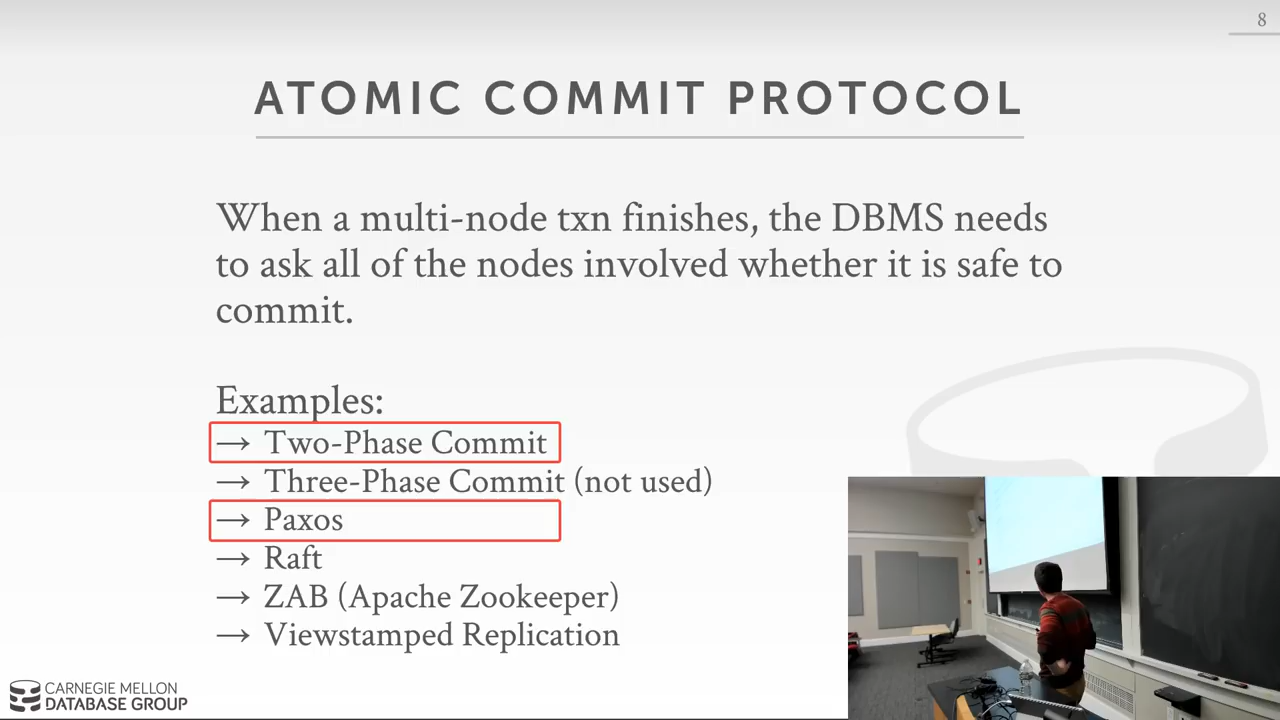 8
ATOMIC COMMIT PROTOCOL
When a multi-node txn finishes, the DBMS needs
to ask all of the nodes involved whether it is safe to
commit.
Examples:
→ Two-Phase Commit
→ Three-Phase Commit (not used)
→ Paxos
→ Raft
→ ZAB (Apache Zookeeper)
→ Viewstamped Replication
CARNEGIE MELLON
DATABASE GROUP